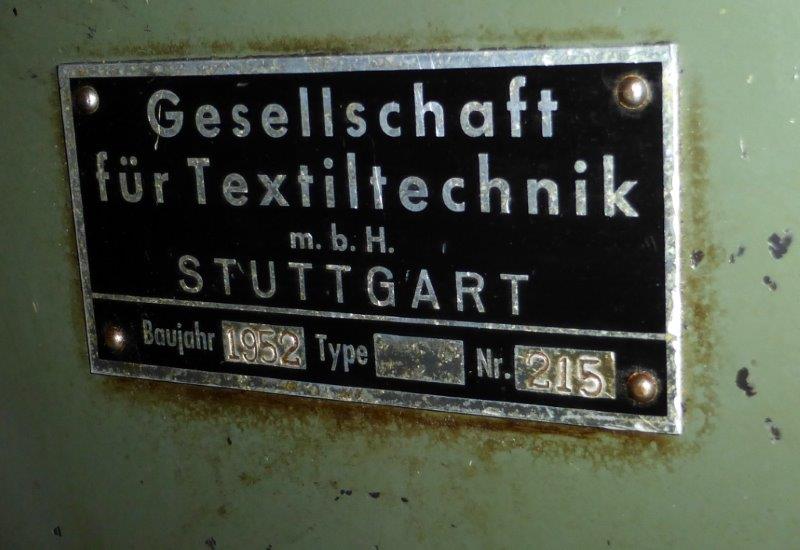 Gesellschaft
für Textiltechnik
m. b. H.
STUTTGART
Baujahr 1952 Type Nr. 215